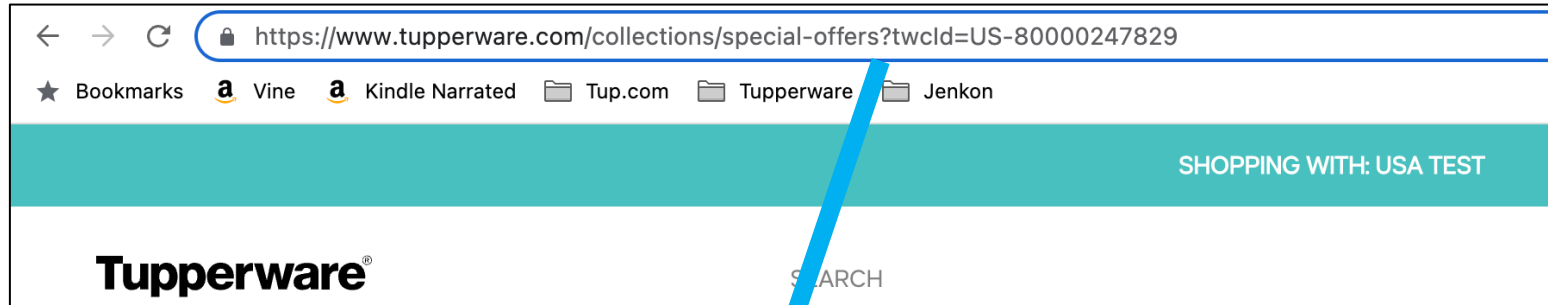 https://www.tupperware.com/collections/special-offers?twcId=US-80000247829
Bookmarks a Vine a Kindle Narrated Tup.com Tupperware Jenkon
SHOPPING WITH: USA TEST
Tupperware®
SEARCH